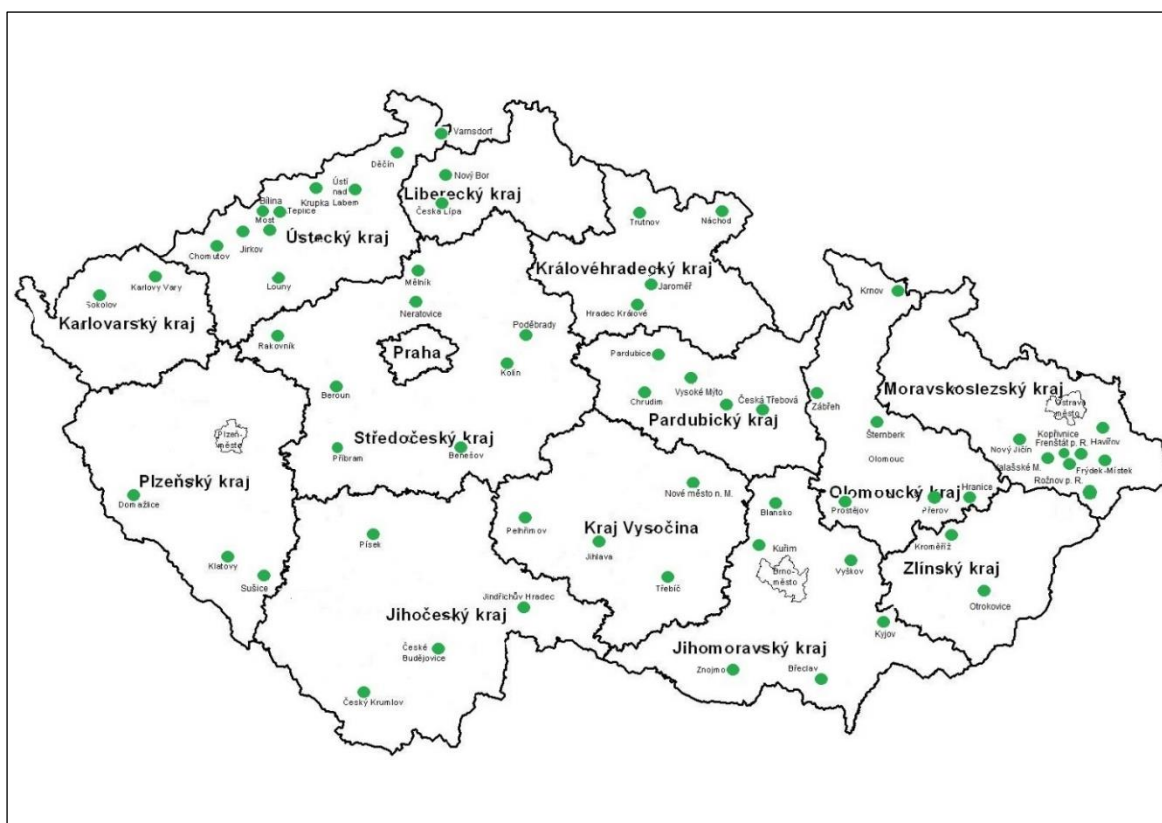 Varnsdorf
Děčín
Nový Bor
Ústí
nad
Labem
Krupka
Liberecký kraj
Česká Lípa
Bílina
Teplice
Most
Trutnov
Náchod
Ústecký kraj
Jirkov
Chomutov
Královéhradecký kraj
Mělník
Karlovy Vary
Louny
Jaroměř
Krnov
Sokolov
Neratovice
Hradec Králové
Karlovarský kraj
Poděbrady
Rakovník
Praha
Pardubice
Kolín
Moravskoslezský kraj
Vysoké Mýto
Beroun
Chrudim
Česká Třebová
Zábřeh
Ostrava
město
Pardubický kraj
Šternberk
Plzeň
město
Středočeský kraj
Kopřivnice
Havířov
Nový Jičín
Frenštát p. R.
Příbram
Benešov
Olomouc
Valašské M.
Frýdek-Místek
Rožnov p. R.
Plzeňský kraj
Nové město n. M.
Hranice
Olomoucký kraj
Domažlice
Prostějov
Přerov
Blansko
Pelhřimov
Kraj Vysočina
Písek
Kroměříž
Jihlava
Kuřim
Klatovy
Vyškov
Zlínský kraj
Brno-
město
Sušice
Třebíč
Otrokovice
Jindřichův Hradec
Jihočeský kraj
Kyjov
České
Budějovice
Jihomoravský kraj
Znojmo
Břeclav
Český Krumlov